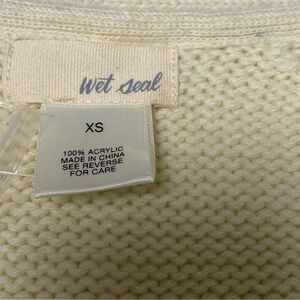 wet seal
XS
100% ACRYLIC
MADE IN CHINA
SEE REVERSE
FOR CARE